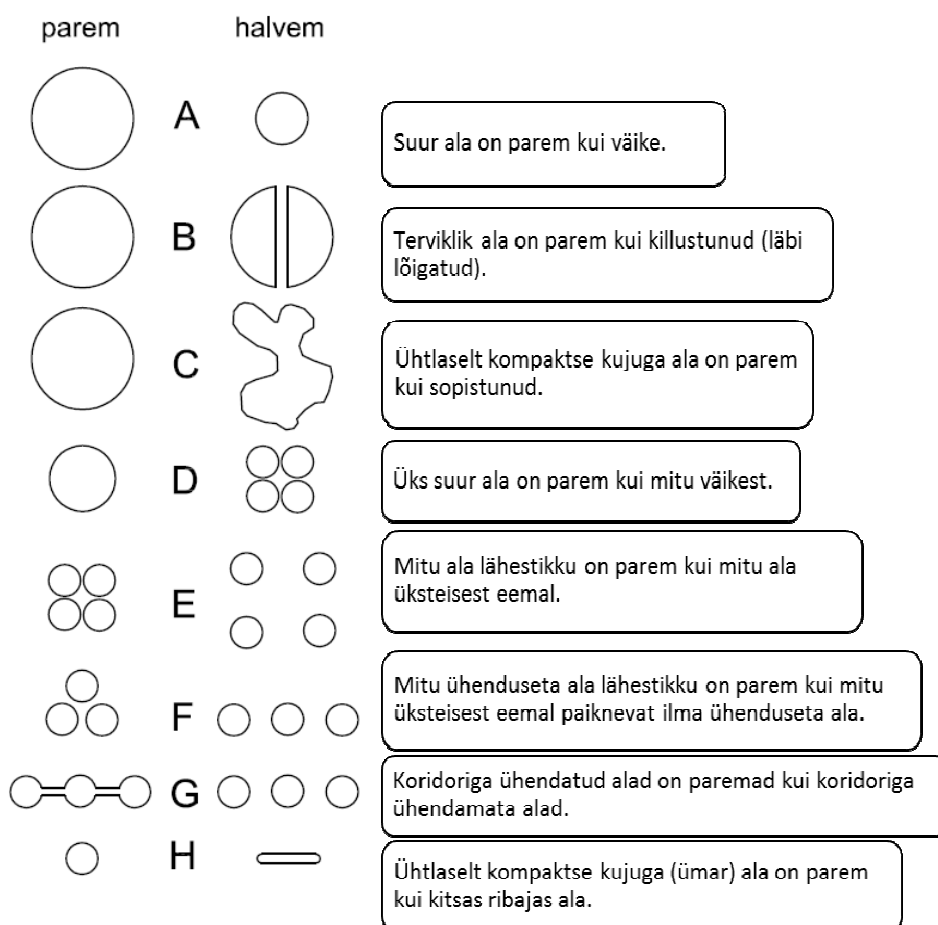 parem halvem
A
Suur ala on parem kui väike.
B
Terviklik ala on parem kui killustunud (läbi
lõigatud).
C
Ühtlaselt kompaktse kujuga ala on parem
kui sopistunud.
D
Üks suur ala on parem kui mitu väikest.
E
Mitu ala lähestikku on parem kui mitu ala
üksteisest eemal.
F
Mitu ühenduseta ala lähestikku on parem kui mitu
üksteisest eemal paiknevat ilma ühenduseta ala.
G
Koridoriga ühendatud alad on paremad kui koridoriga
ühendamata alad.
H
Ühtlaselt kompaktse kujuga (ümar) ala on parem
kui kitsas ribajas ala.